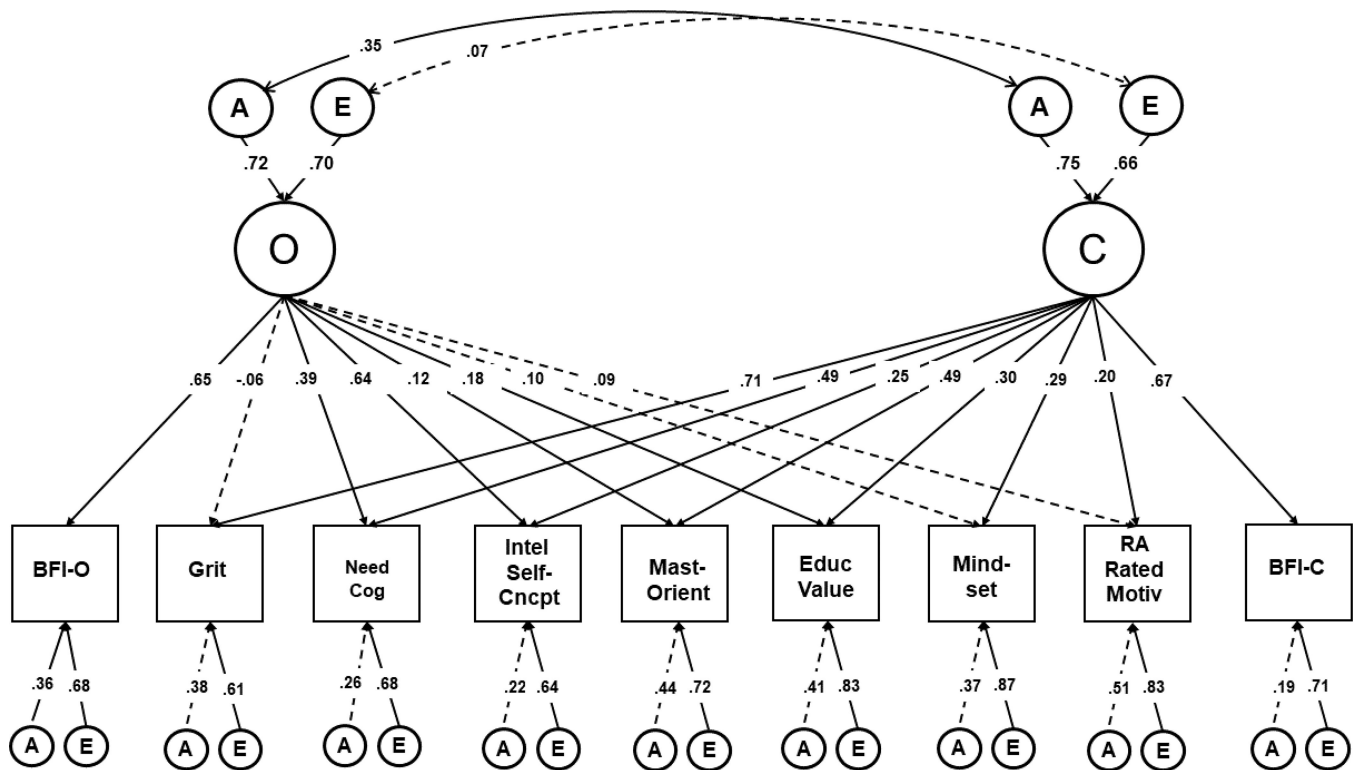 .35
.07
A
E
A
E
.72
.70
.75
.66
O
C
.65
-.06
.39
.64
.12
.18
.10
.09
.71
.49
.25
.49
.30
.29
.20
.67
BFI-O
Grit
Need
Cog
Intel
Self-
Cncpt
Mast-
Orient
Educ
Value
Mind-
set
RA
Rated
Motiv
BFI-C
.36
.68
.38
.61
.26
.68
.22
.64
.44
.72
.41
.83
.37
.87
.51
.83
.19
.71
A
E
A
E
A
E
A
E
A
E
A
E
A
E
A
E
A
E